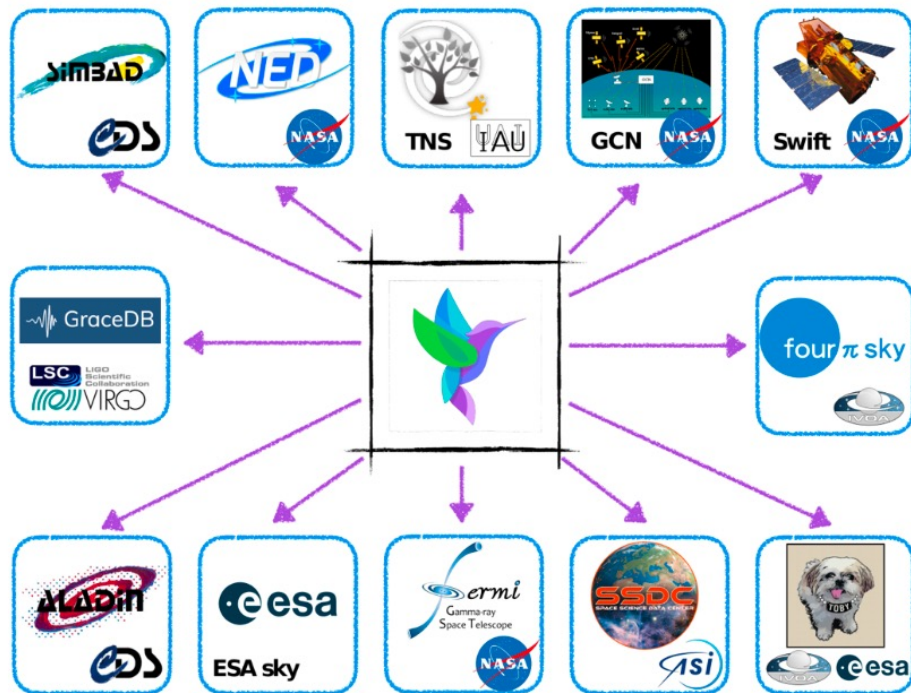 SiMBAD
CDS
NED
NASA
TNS
IAU
GCN
NASA
Swift
NASA
GraceDB
LSC
LIGO
Scientific
Collaboration
VIRGO
four π sky
IVOA
ALADiN
CDS
esa
ESA sky
Fermi
Gamma-ray
Space Telescope
NASA
SSDC
SPACE SCIENCE DATA CENTER
ASI
TOBY
IVOA
esa